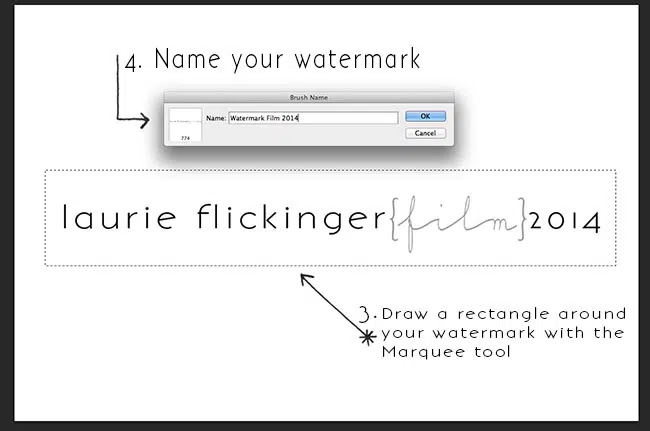 4. Name your watermark
Brush Name
Name: Watermark Film 2014 OK
274
Cancel
laurie flickinger{film}2014
3. Draw a rectangle around
your watermark with the
Marquee tool